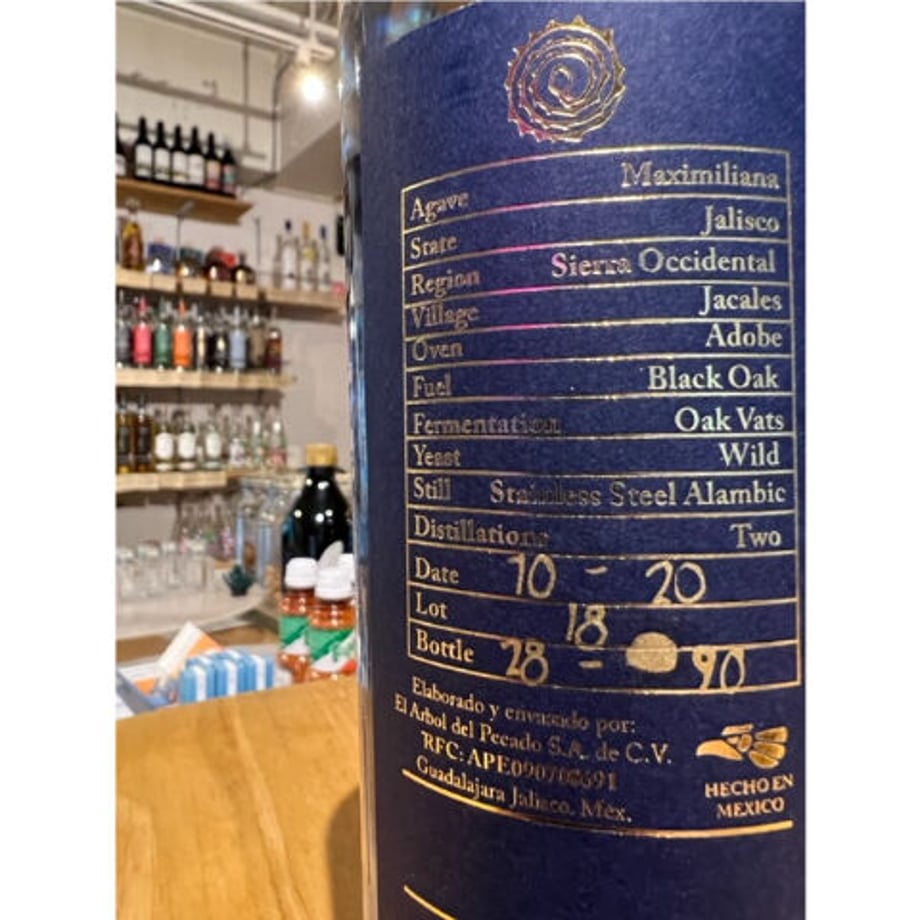 Agave Maximiliana
State Jalisco
Region Sierra Occidental
Village Jacales
Oven Adobe
Fuel Black Oak
Fermentation Oak Vats
Yeast Wild
Still Stainless Steel Alambic
Distillations Two
Date 10 - 20
Lot 18
Bottle 28 - 90
Elaborado y envasado por:
El Arbol del Pecado S.A. de C.V.
RFC:
Guadalajara Jalisco. Mex.
HECHO EN
MEXICO